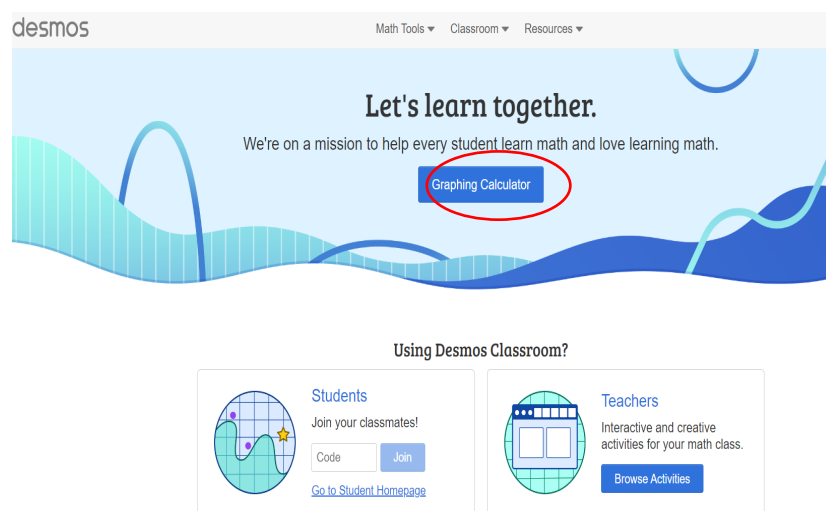 desmos
Math Tools ▾ Classroom ▾ Resources ▾
Let's learn together.
We're on a mission to help every student learn math and love learning math.
Graphing Calculator
Using Desmos Classroom?
Students
Join your classmates!
Code Join
Go to Student Homepage
Teachers
Interactive and creative
activities for your math class.
Browse Activities